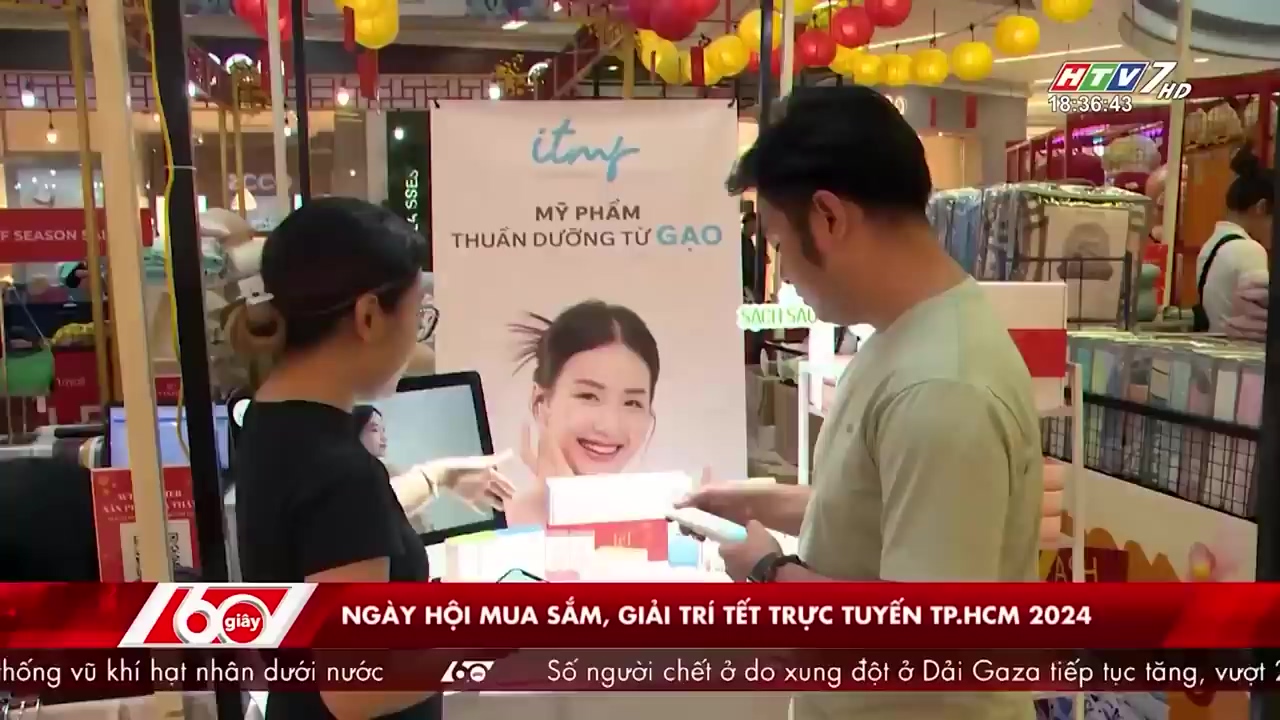 HTV7 HD
18:36:43
itmf
MỸ PHẨM
THUẦN DƯỠNG TỪ GẠO
SEASON
60 giây
NGÀY HỘI MUA SẮM, GIẢI TRÍ TẾT TRỰC TUYẾN TP.HCM 2024
thống vũ khí hạt nhân dưới nước
60
Số người chết ở do xung đột ở Dải Gaza tiếp tục tăng, vượt